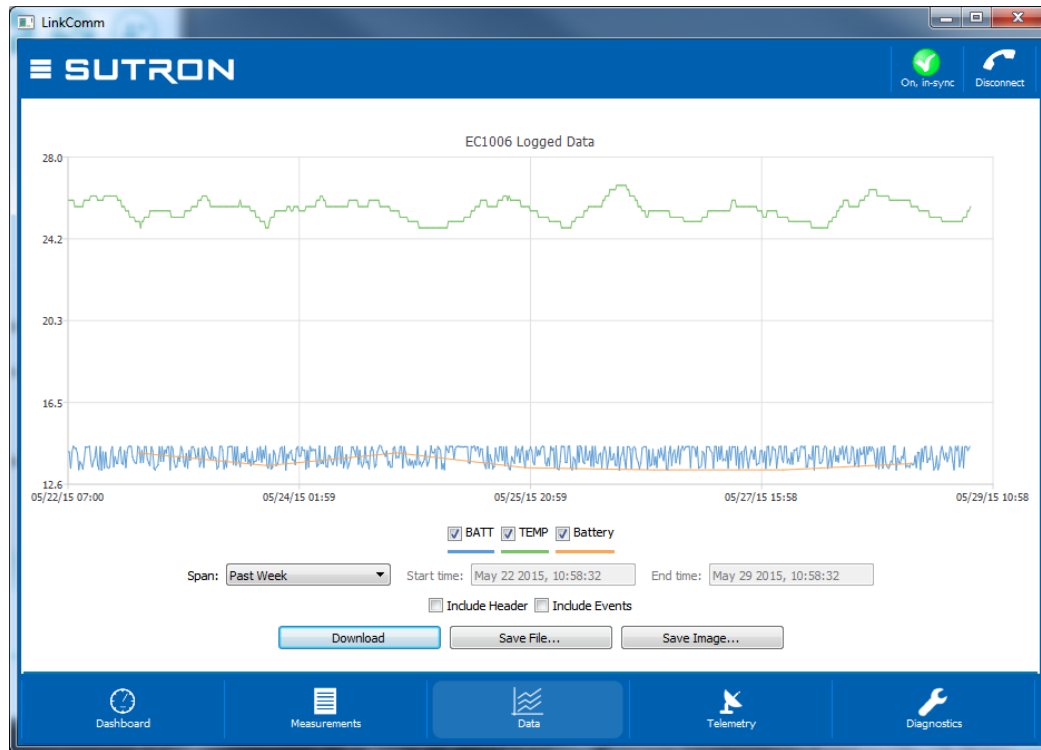 LinkComm
SUTRON
On, in-sync
Disconnect
EC1006 Logged Data
28.0
24.2
20.3
16.5
12.6
05/22/15 07:00
05/24/15 01:59
05/25/15 20:59
05/27/15 15:58
05/29/15 10:58
BATT TEMP Battery
Span: Past Week Start time: May 22 2015, 10:58:32 End time: May 29 2015, 10:58:32
Include Header Include Events
Download Save File... Save Image...
Dashboard Measurements Data Telemetry Diagnostics